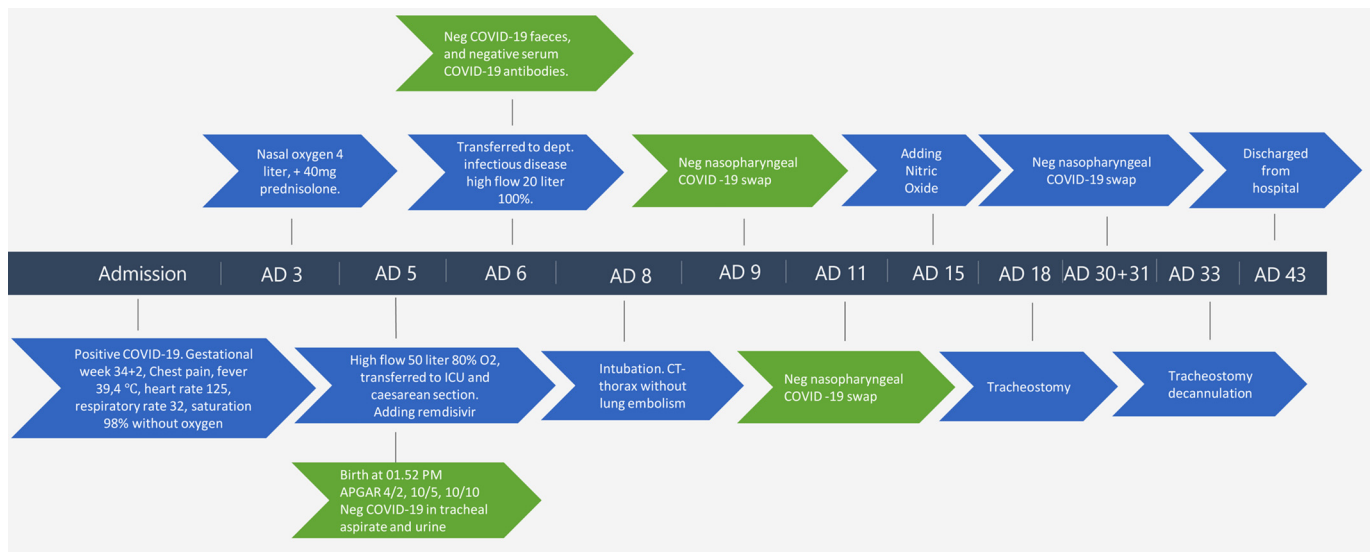 Neg COVID-19 faeces,
and negative serum
COVID-19 antibodies.
Nasal oxygen 4
liter, + 40mg
prednisolone.
Transferred to dept.
infectious disease
high flow 20 liter
100%.
Neg nasopharyngeal
COVID -19 swap
Adding
Nitric
Oxide
Neg nasopharyngeal
COVID-19 swap
Discharged
from
hospital
Admission
AD 3
AD 5
AD 6
AD 8
AD 9
AD 11
AD 15
AD 18
AD 30+31
AD 33
AD 43
Positive COVID-19. Gestational
week 34+2, Chest pain, fever
39,4 °C, heart rate 125,
respiratory rate 32, saturation
98% without oxygen
High flow 50 liter 80% O2,
transferred to ICU and
caesarean section.
Adding remdisivir
Intubation. CT-
thorax without
lung embolism
Neg nasopharyngeal
COVID -19 swap
Tracheostomy
Tracheostomy
decannulation
Birth at 01.52 PM
APGAR 4/2, 10/5, 10/10
Neg COVID-19 in tracheal
aspirate and urine